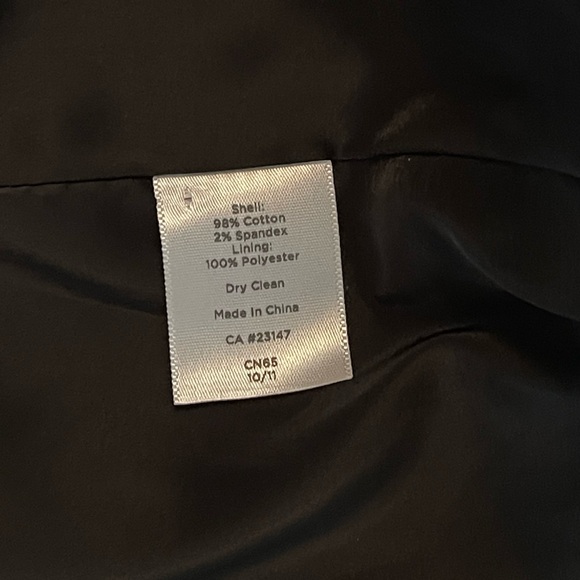 Shell:
98% Cotton
2% Spandex
Lining:
100% Polyester
Dry Clean
Made In China
CA #23147
CN65
10/11